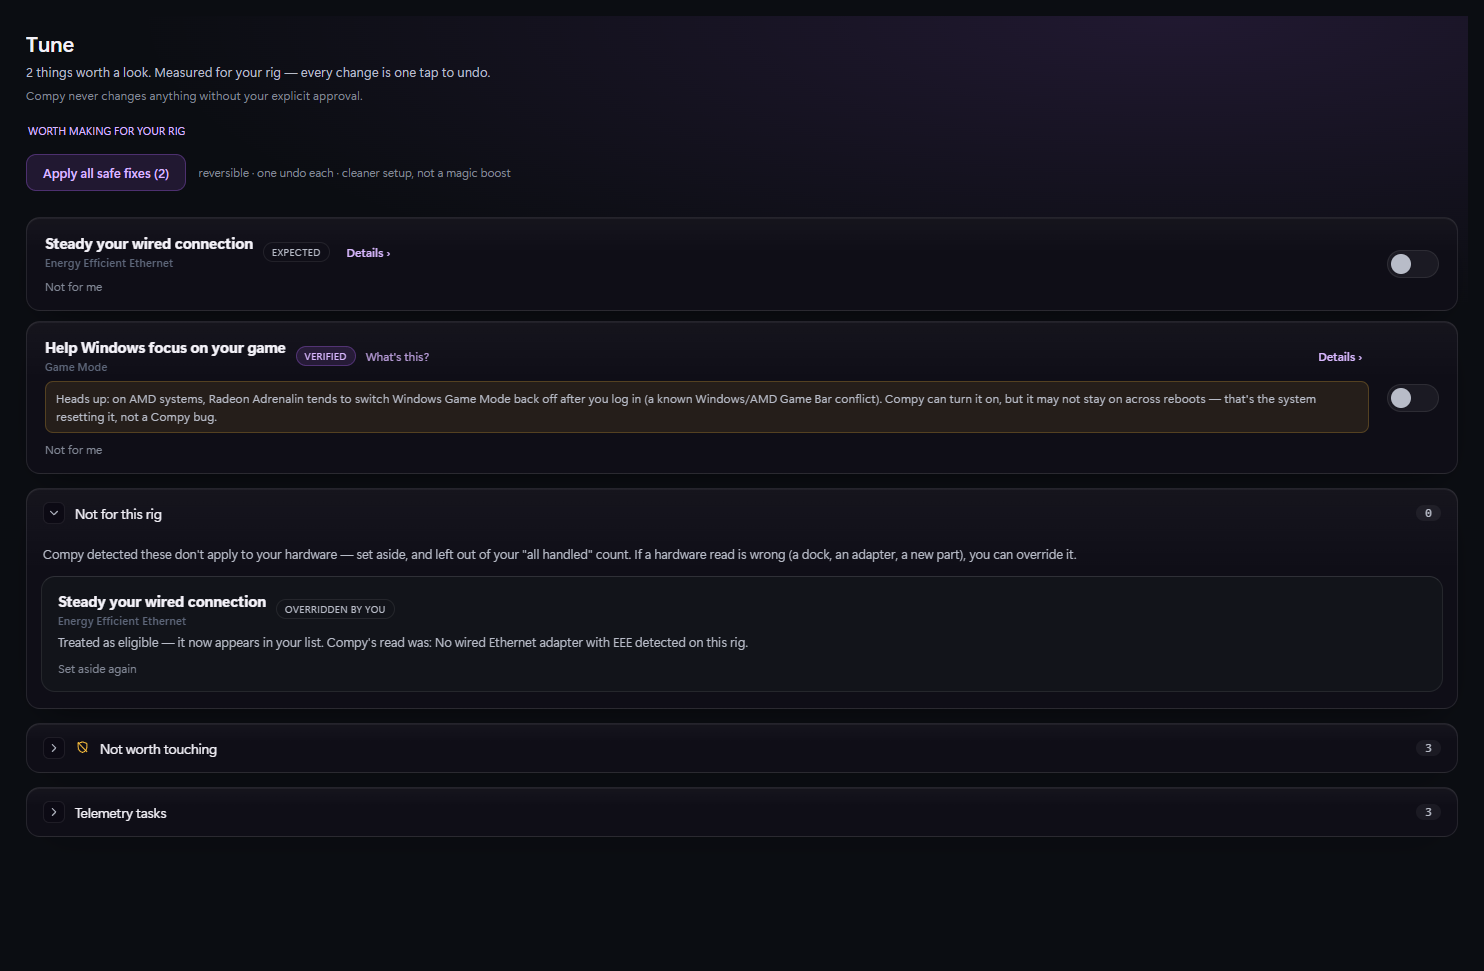 Tune
2 things worth a look. Measured for your rig — every change is one tap to undo.
Compy never changes anything without your explicit approval.
WORTH MAKING FOR YOUR RIG
Apply all safe fixes (2)
reversible · one undo each · cleaner setup, not a magic boost
Steady your wired connection
EXPECTED
Details ›
Energy Efficient Ethernet
Not for me
Help Windows focus on your game
VERIFIED
What's this?
Details ›
Game Mode
Heads up: on AMD systems, Radeon Adrenalin tends to switch Windows Game Mode back off after you log in (a known Windows/AMD Game Bar conflict). Compy can turn it on, but it may not stay on across reboots — that's the system
resetting it, not a Compy bug.
Not for me
Not for this rig
0
Compy detected these don't apply to your hardware — set aside, and left out of your "all handled" count. If a hardware read is wrong (a dock, an adapter, a new part), you can override it.
Steady your wired connection
OVERRIDDEN BY YOU
Energy Efficient Ethernet
Treated as eligible — it now appears in your list. Compy's read was: No wired Ethernet adapter with EEE detected on this rig.
Set aside again
Not worth touching
3
Telemetry tasks
3